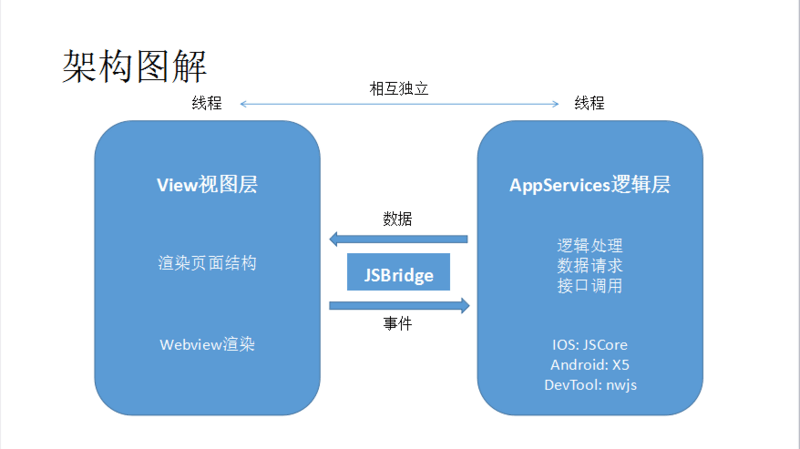 架构图解
相互独立
线程
线程
View视图层
渲染页面结构
Webview渲染
数据
JSBridge
事件
AppServices逻辑层
逻辑处理
数据请求
接口调用
IOS: JSCore
Android: X5
DevTool: nwjs